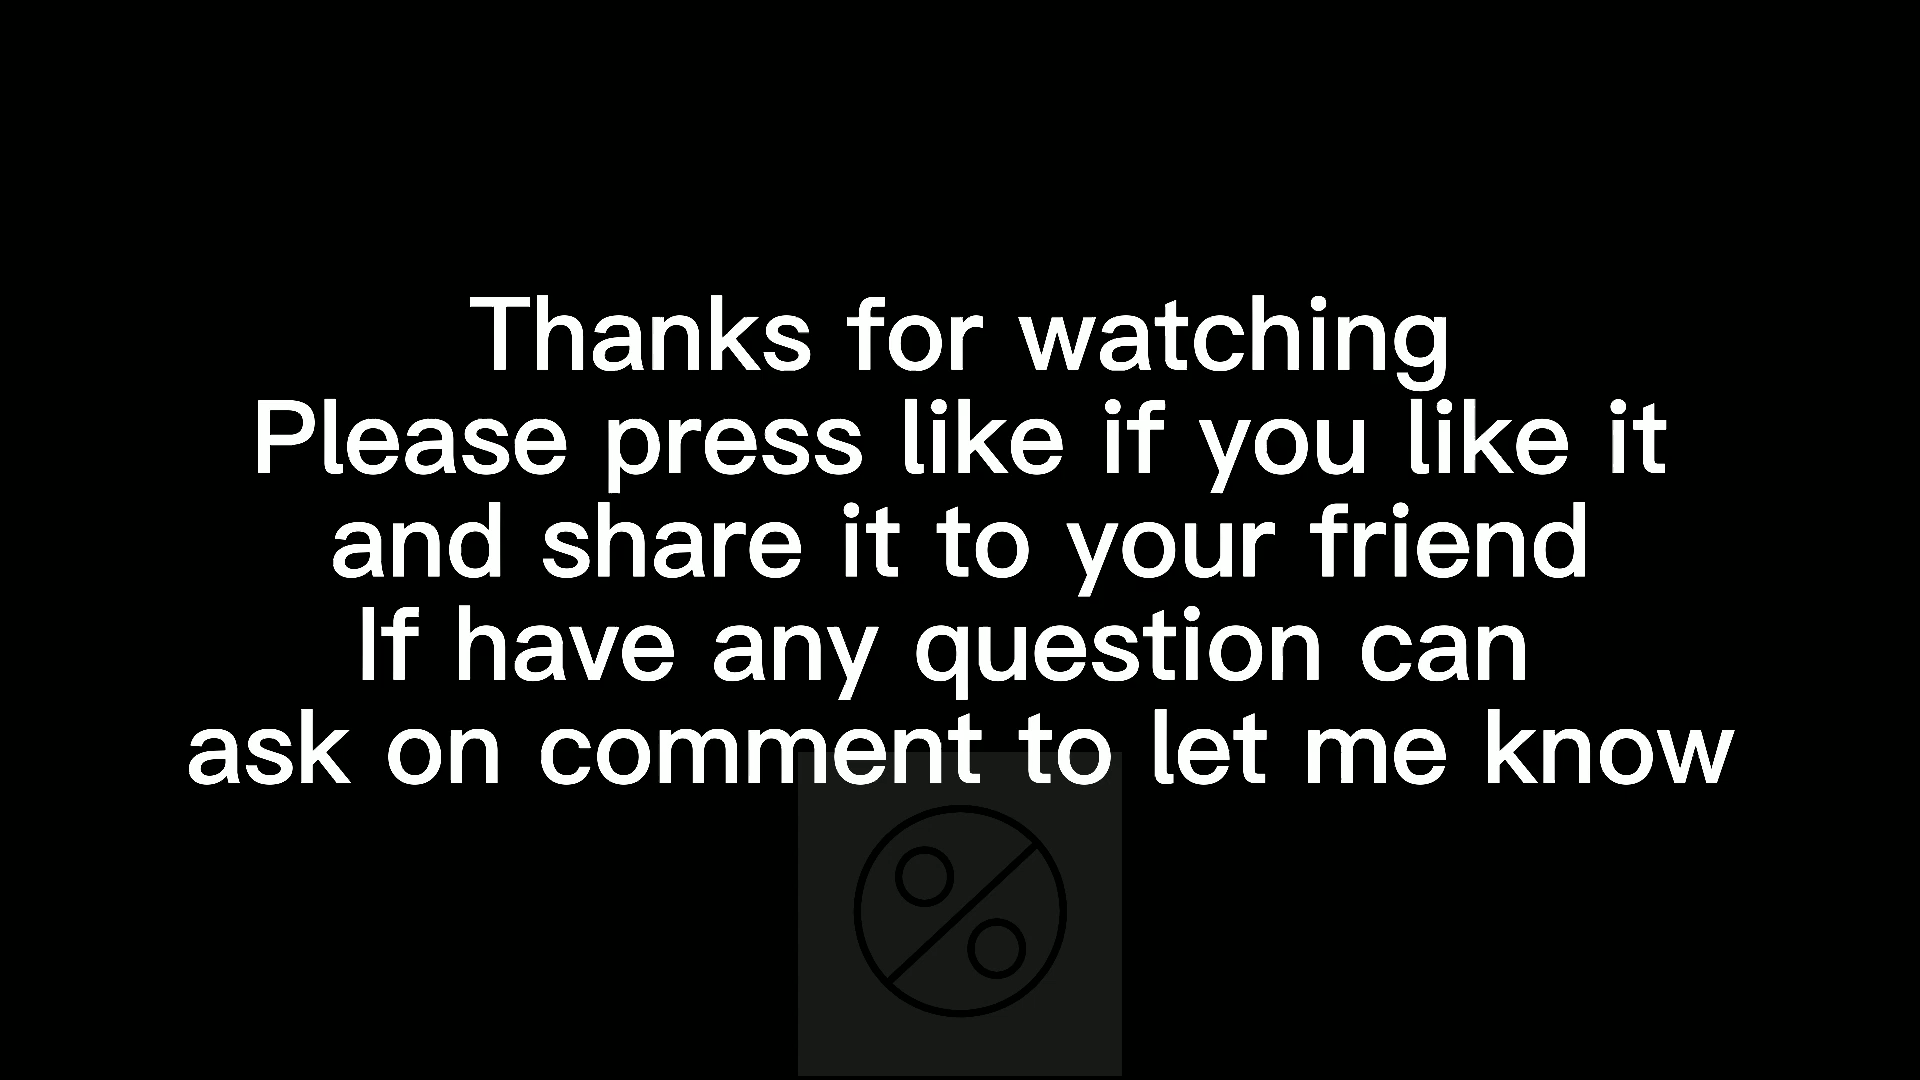 Thanks for watching
Please press like if you like it
and share it to your friend
If have any question can
ask on comment to let me know